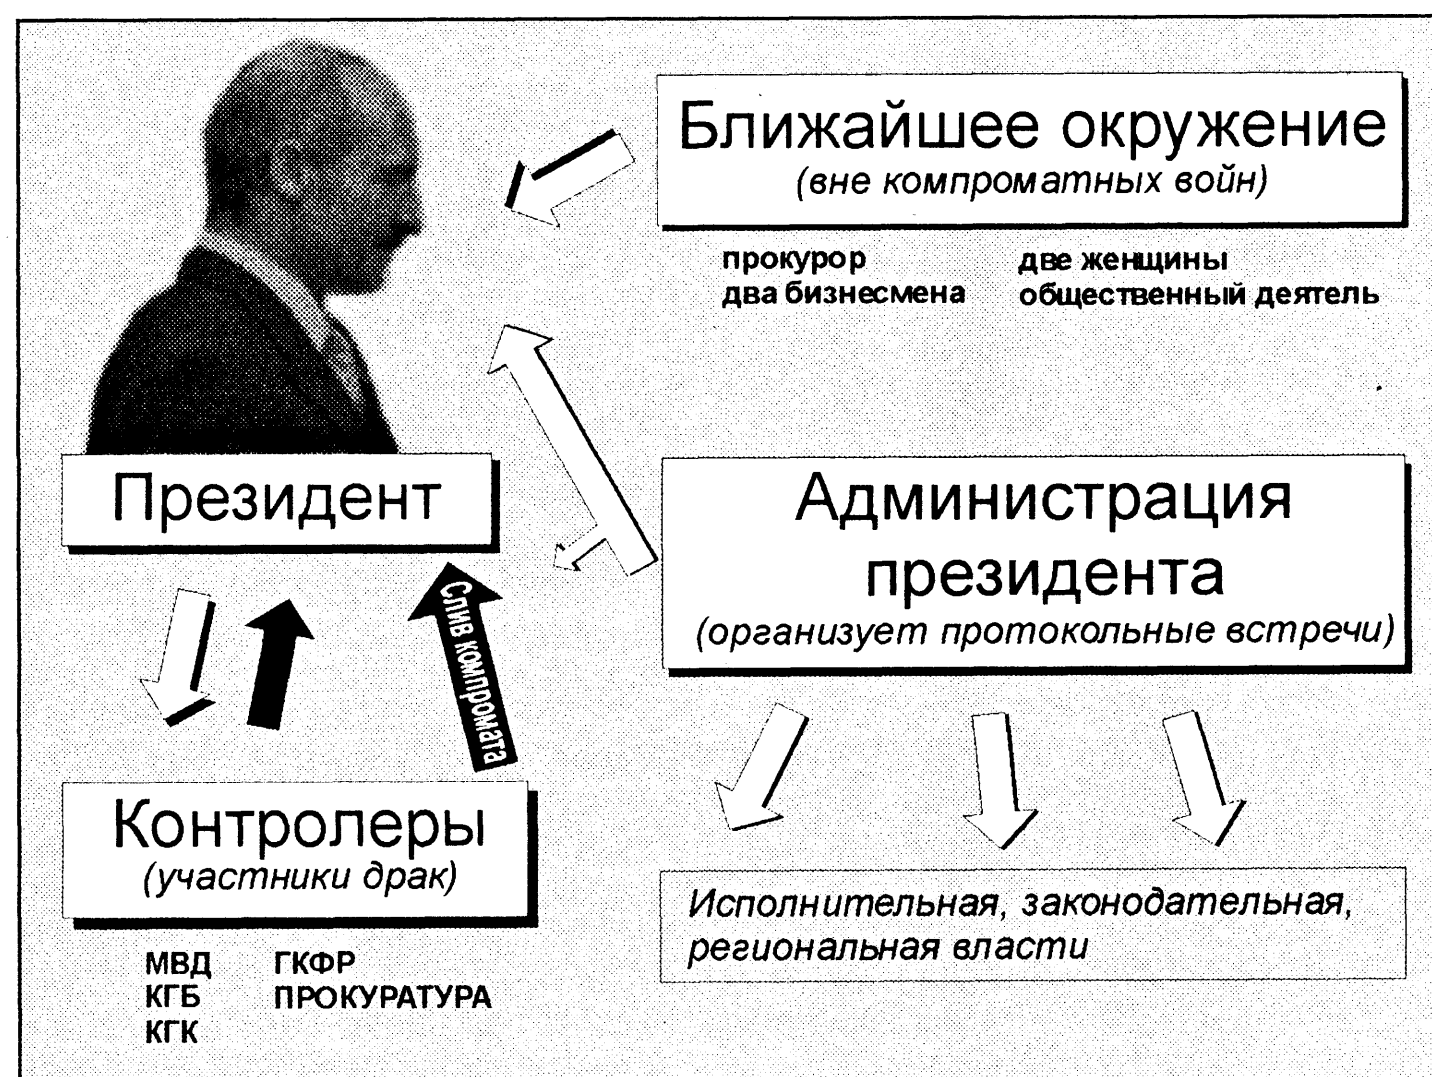 Ближайшее окружение
(вне компроматных войн)
прокурор
два бизнесмена
две женщины
общественный деятель
Президент
Администрация
президента
(организует протокольные встречи)
Слив компромата
Контролеры
(участники драк)
МВД
КГБ
КГК
ГКФР
ПРОКУРАТУРА
Исполнительная, законодательная,
региональная власти